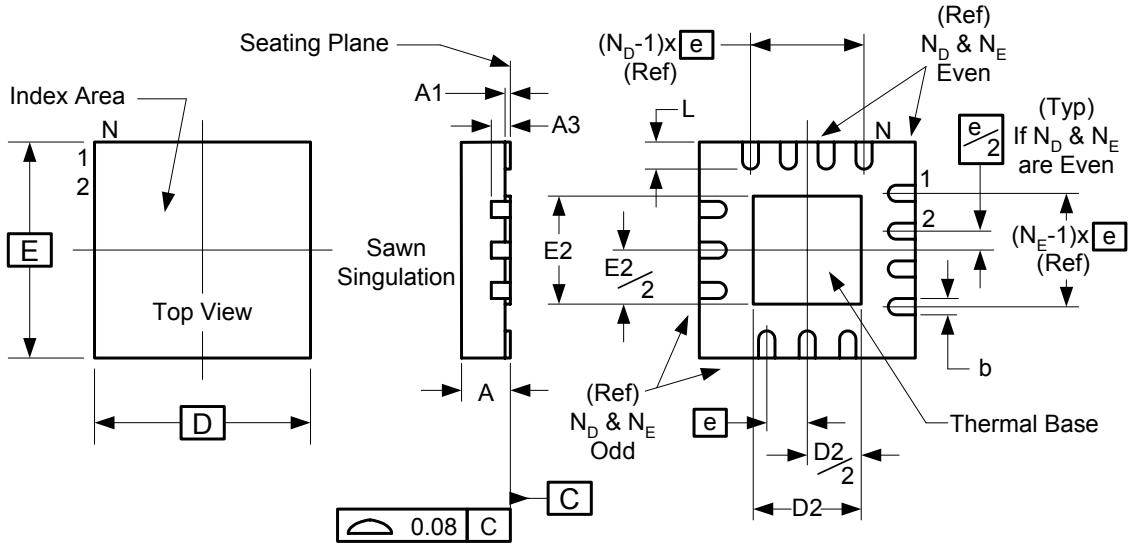 Seating Plane
Index Area
N
1
2
E
Top View
D
A1
A3
Sawn
Singulation
A
C
0.08 C
(N_D-1)x e
(Ref)
(Ref)
N_D & N_E
Even
L
N
e/2
(Typ)
If N_D & N_E
are Even
1
2
E2
E2/2
(N_E-1)x e
(Ref)
b
(Ref)
N_D & N_E
Odd
e
Thermal Base
D2/2
D2